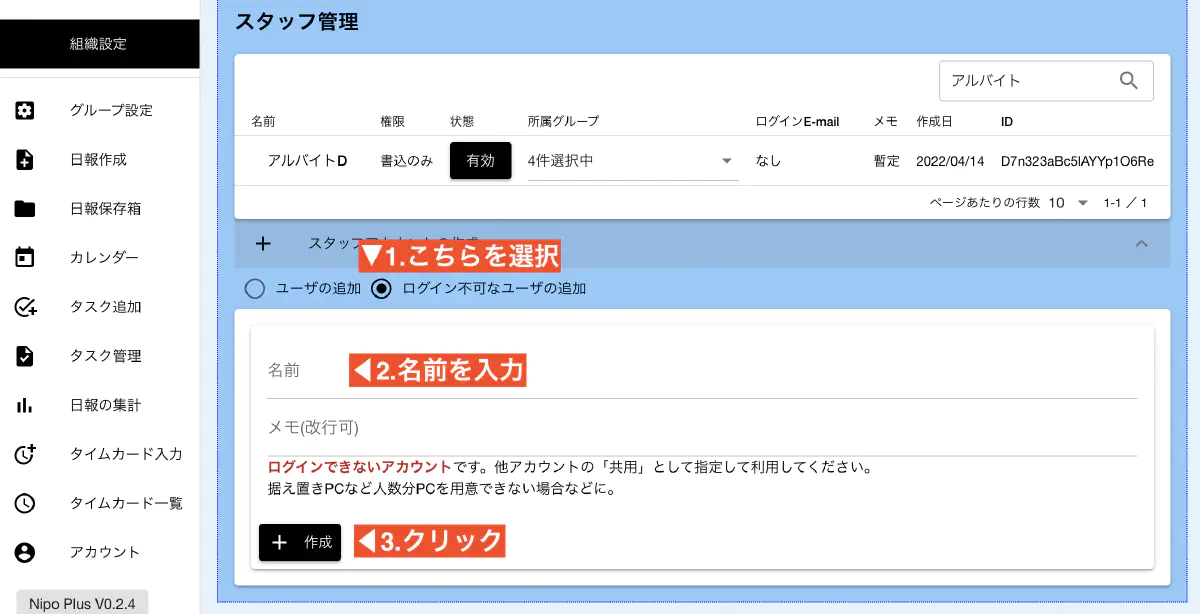 組織設定
グループ設定
日報作成
日報保存箱
カレンダー
タスク追加
タスク管理
日報の集計
タイムカード入力
タイムカード一覧
アカウント
Nipo Plus V0.2.4
スタッフ管理
アルバイト
名前 権限 状態 所属グループ ログインE-mail メモ 作成日 ID
アルバイトD 書込のみ 有効 4件選択中 なし 暫定 2022/04/14 D7n323aBc5lAYYp1O6Re
ページあたりの行数 10 1-1 / 1
▼1.こちらを選択
ユーザの追加 ログイン不可なユーザの追加
名前 ◀2.名前を入力
メモ(改行可)
ログインできないアカウントです。他アカウントの「共用」として指定して利用してください。
据え置きPCなど人数分PCを用意できない場合などに。
+ 作成 ◀3.クリック